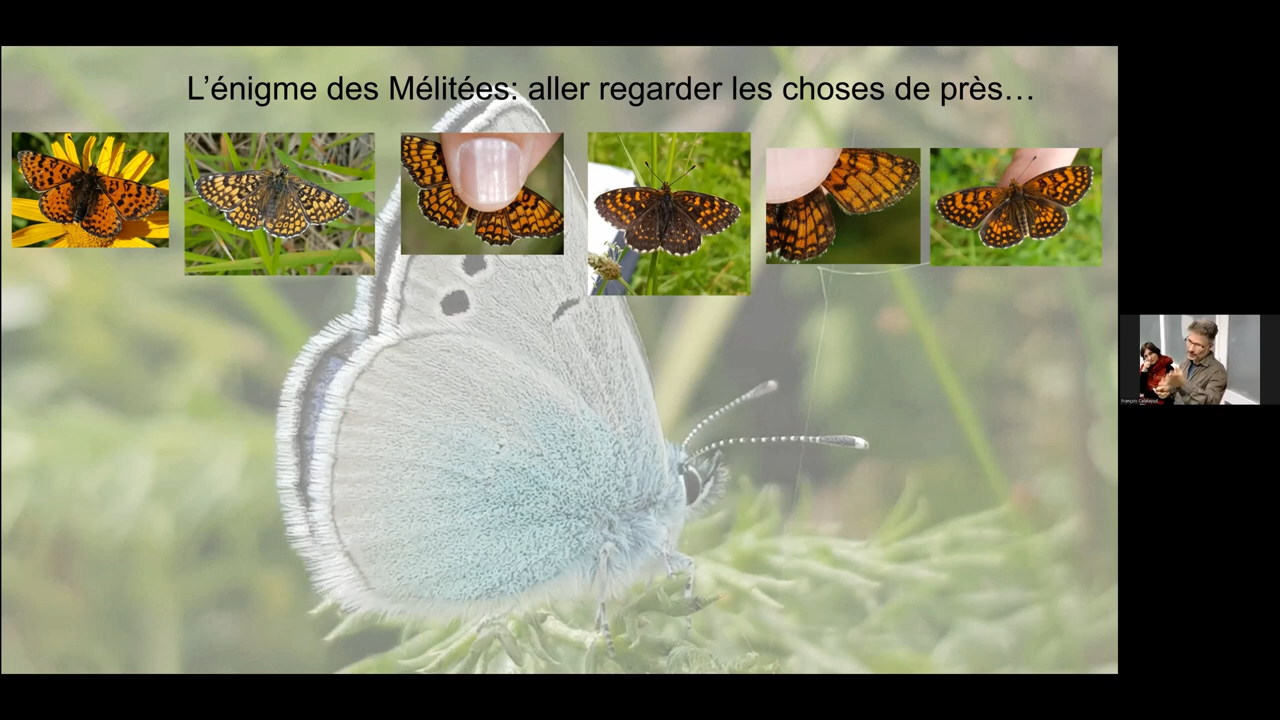 L’énigme des Mélitées: aller regarder les choses de près…